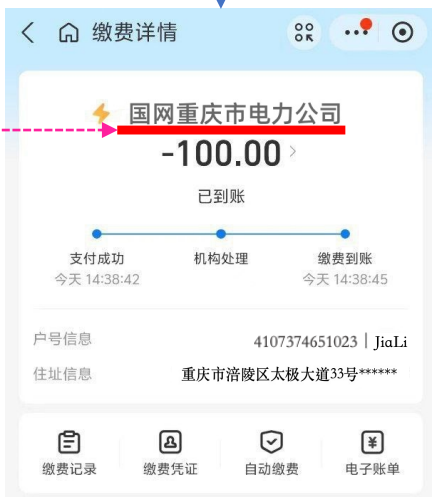 缴费详情
国网重庆市电力公司
-100.00
已到账
支付成功 机构处理 缴费到账
今天 14:38:42 今天 14:38:45
户号信息 4107374651023 | JiaLi
住址信息 重庆市涪陵区太极大道33号******
缴费记录 缴费凭证 自动缴费 电子账单